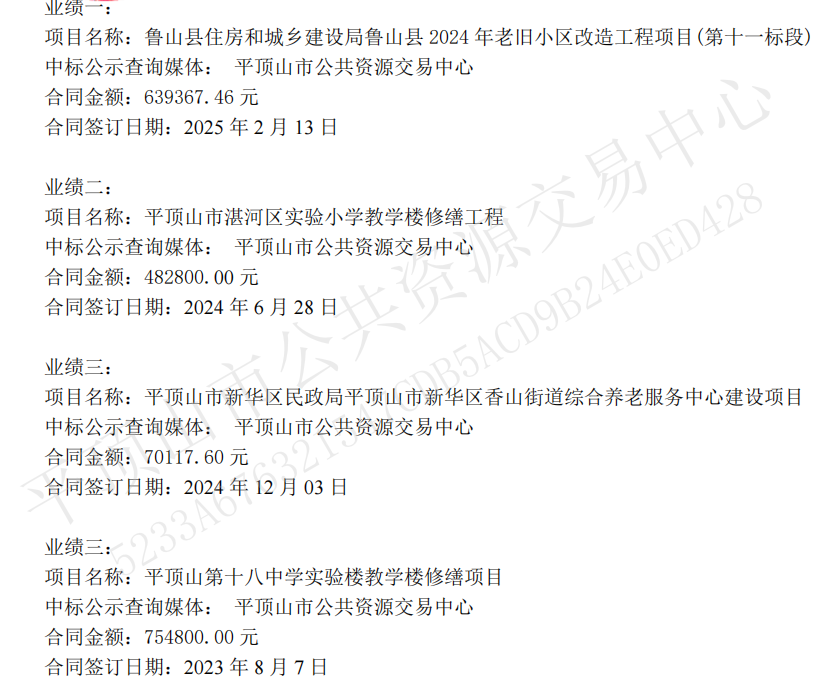 业绩一：
项目名称：鲁山县住房和城乡建设局鲁山县 2024 年老旧小区改造工程项目(第十一标段)
中标公示查询媒体： 平顶山市公共资源交易中心
合同金额：639367.46 元
合同签订日期：2025 年 2 月 13 日
业绩二：
项目名称：平顶山市湛河区实验小学教学楼修缮工程
中标公示查询媒体： 平顶山市公共资源交易中心
合同金额：482800.00 元
合同签订日期：2024 年 6 月 28 日
业绩三：
项目名称：平顶山市新华区民政局平顶山市新华区香山街道综合养老服务中心建设项目
中标公示查询媒体： 平顶山市公共资源交易中心
合同金额：70117.60 元
合同签订日期：2024 年 12 月 03 日
业绩三：
项目名称：平顶山第十八中学实验楼教学楼修缮项目
中标公示查询媒体： 平顶山市公共资源交易中心
合同金额：754800.00 元
合同签订日期：2023 年 8 月 7 日
平顶山市公共资源交易中心